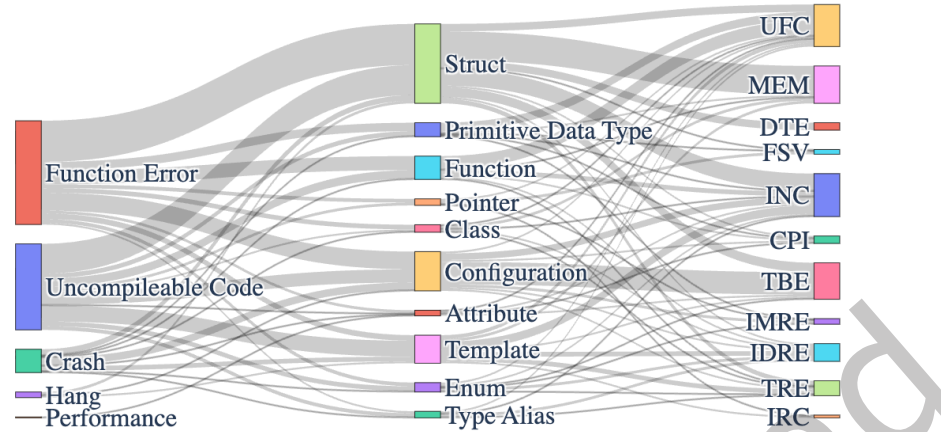 Function Error
Uncompileable Code
Crash
Hang
Performance
Struct
Primitive Data Type
Function
Pointer
Class
Configuration
Attribute
Template
Enum
Type Alias
UFC
MEM
DTE
FSV
INC
CPI
TBE
IMRE
IDRE
TRE
IRC